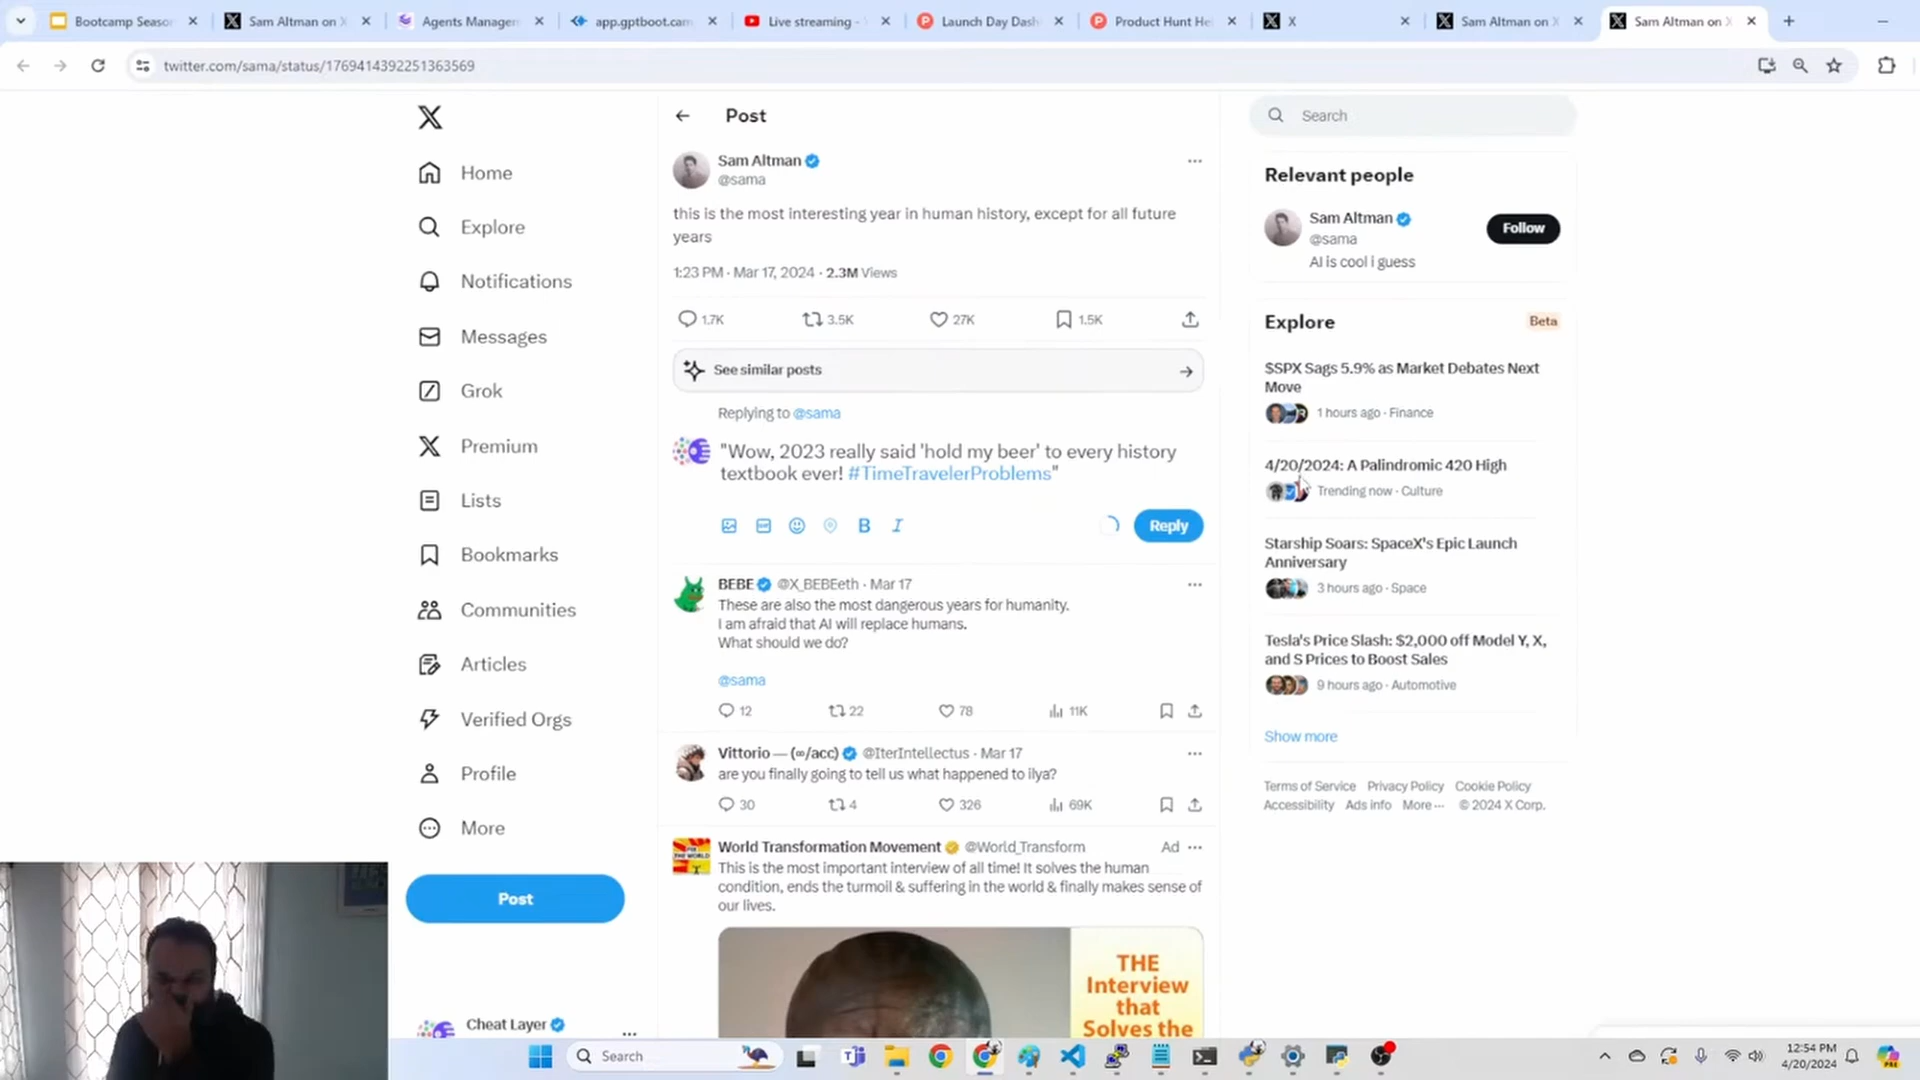 Bootcamp Season
Sam Altman on X
Agents Managem
app.gptboot.cam
Live streaming -
Launch Day Dash
Product Hunt He
X
Sam Altman on X
Sam Altman on X
twitter.com/sama/status/1769414392251363569
Home
Explore
Notifications
Messages
Grok
Premium
Lists
Bookmarks
Communities
Articles
Verified Orgs
Profile
More
Post
Cheat Layer
Post
Sam Altman
@sama
this is the most interesting year in human history, except for all future
years
1:23 PM · Mar 17, 2024 · 2.3M Views
1.7K 3.5K 27K 1.5K
See similar posts
Replying to @sama
"Wow, 2023 really said 'hold my beer' to every history
textbook ever! #TimeTravelerProblems"
B I
Reply
BEBE @X_BEBEeth · Mar 17
These are also the most dangerous years for humanity.
I am afraid that AI will replace humans.
What should we do?
@sama
12 22 78 11K
Vittorio — (∞/acc) @IterIntellectus · Mar 17
are you finally going to tell us what happened to ilya?
30 4 326 69K
World Transformation Movement @World_Transform Ad
This is the most important interview of all time! It solves the human
condition, ends the turmoil & suffering in the world & finally makes sense of
our lives.
THE
Interview
that
Solves the
Search
Relevant people
Sam Altman
@sama
Follow
AI is cool i guess
Explore
Beta
$SPX Sags 5.9% as Market Debates Next
Move
1 hours ago · Finance
4/20/2024: A Palindromic 420 High
Trending now · Culture
Starship Soars: SpaceX's Epic Launch
Anniversary
3 hours ago · Space
Tesla's Price Slash: $2,000 off Model Y, X,
and S Prices to Boost Sales
9 hours ago · Automotive
Show more
Terms of Service Privacy Policy Cookie Policy
Accessibility Ads info More ··· © 2024 X Corp.
Search
12:54 PM
4/20/2024